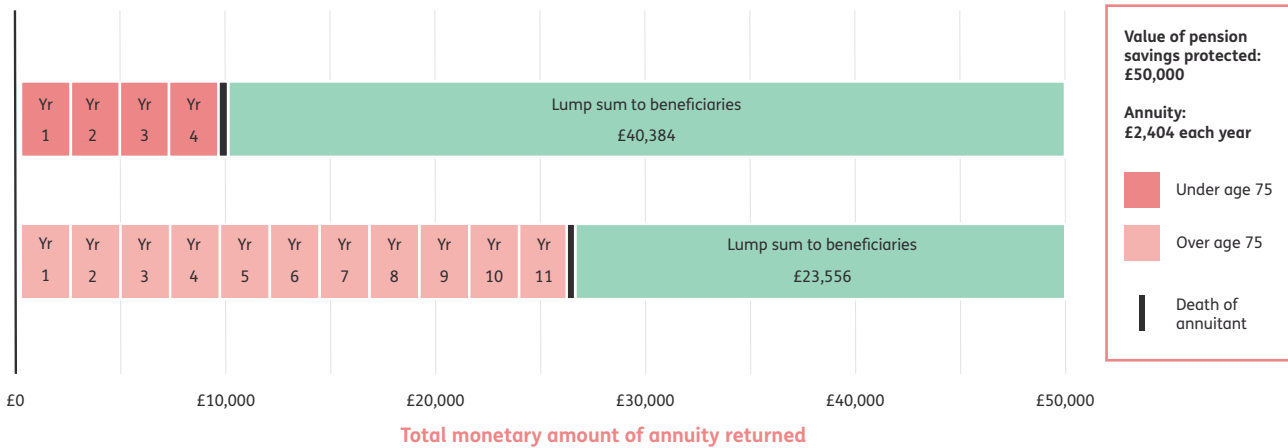 Yr Yr Yr Yr Lump sum to beneficiaries
1 2 3 4 £40,384
Yr Yr Yr Yr Yr Yr Yr Yr Yr Yr Yr Lump sum to beneficiaries
1 2 3 4 5 6 7 8 9 10 11 £23,556
£0 £10,000 £20,000 £30,000 £40,000 £50,000
Total monetary amount of annuity returned
Value of pension
savings protected:
£50,000
Annuity:
£2,404 each year
Under age 75
Over age 75
Death of
annuitant